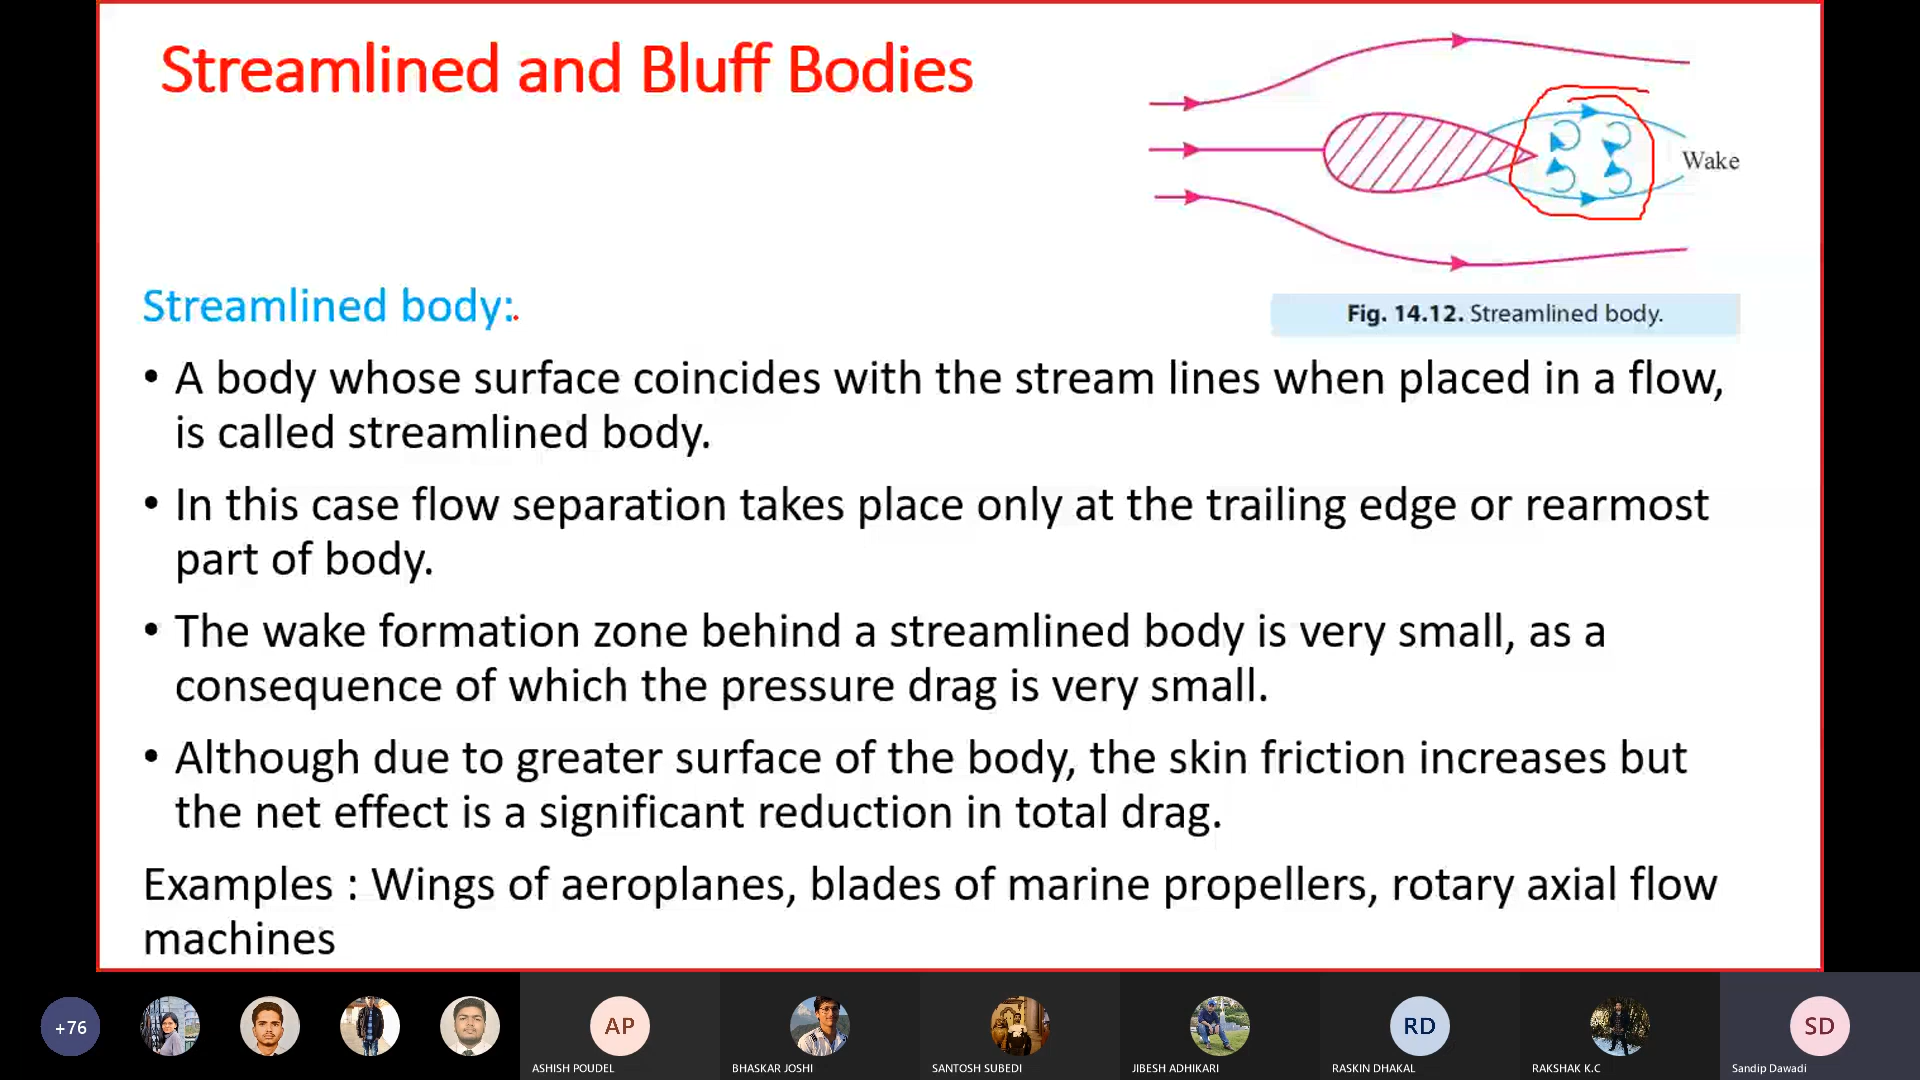 Streamlined and Bluff Bodies
Wake
Fig. 14.12. Streamlined body.
Streamlined body:
• A body whose surface coincides with the stream lines when placed in a flow,
is called streamlined body.
• In this case flow separation takes place only at the trailing edge or rearmost
part of body.
• The wake formation zone behind a streamlined body is very small, as a
consequence of which the pressure drag is very small.
• Although due to greater surface of the body, the skin friction increases but
the net effect is a significant reduction in total drag.
Examples : Wings of aeroplanes, blades of marine propellers, rotary axial flow
machines
+76
AP
RD
SD
ASHISH POUDEL
BHASKAR JOSHI
SANTOSH SUBEDI
JIBESH ADHIKARI
RASKIN DHAKAL
RAKSHAK K.C
Sandip Dawadi